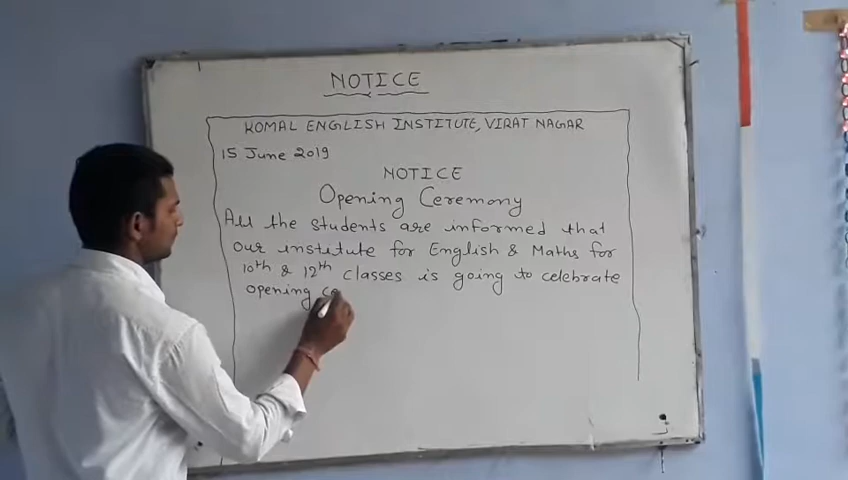 NOTICE
KOMAL ENGLISH INSTITUTE, VIRAT NAGAR
15 June 2019
NOTICE
Opening Ceremony
All the students are informed that
our institute for English & Maths for
10th & 12th classes is going to celebrate
opening ce